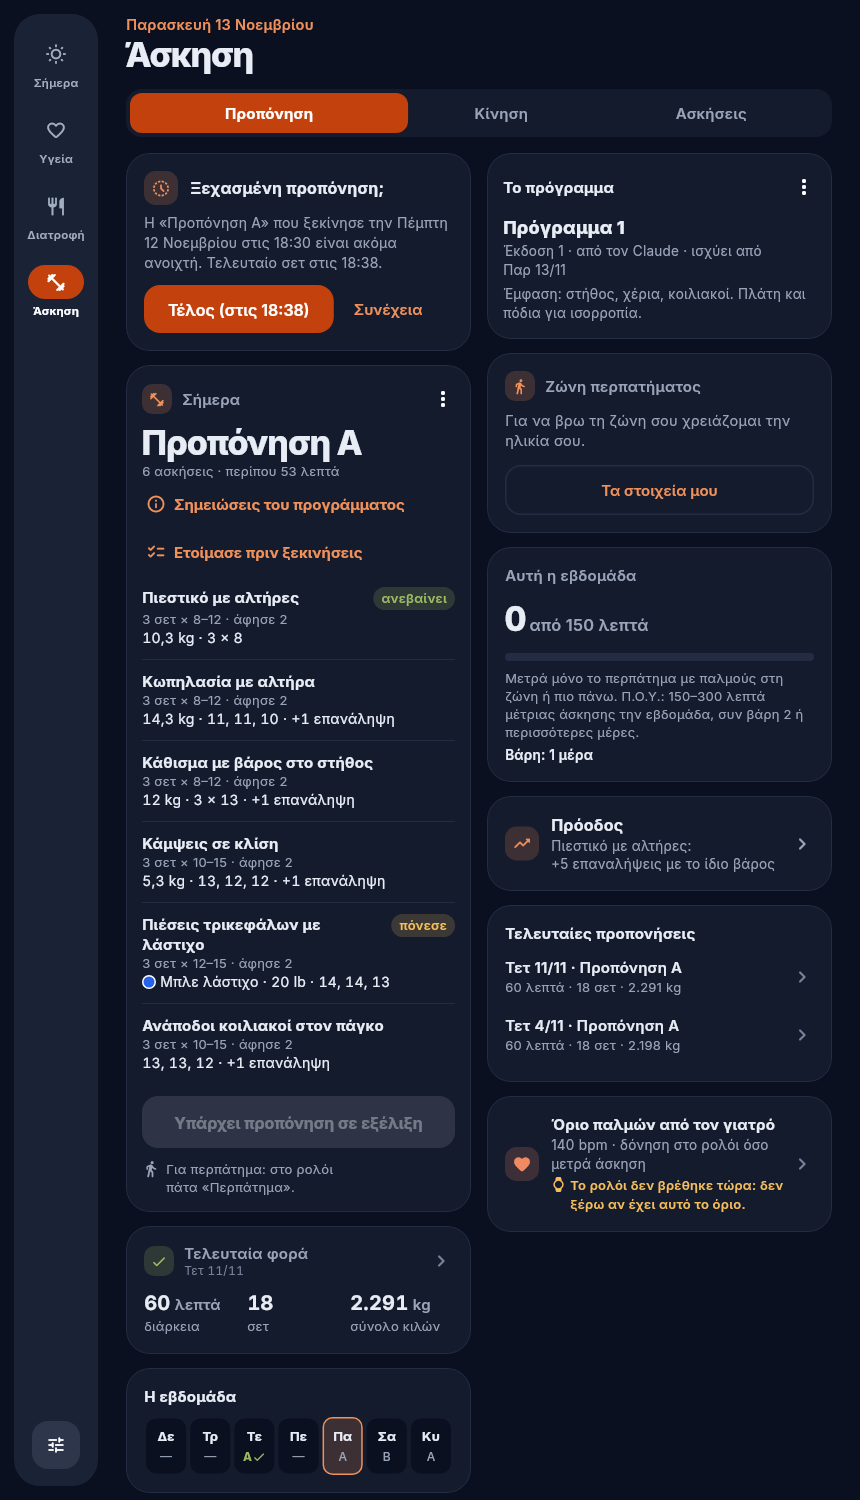 Παρασκευή 13 Νοεμβρίου
Άσκηση
Σήμερα
Υγεία
Διατροφή
Άσκηση
Προπόνηση
Κίνηση
Ασκήσεις
Ξεχασμένη προπόνηση;
Η «Προπόνηση Α» που ξεκίνησε την Πέμπτη
12 Νοεμβρίου στις 18:30 είναι ακόμα
ανοιχτή. Τελευταίο σετ στις 18:38.
Τέλος (στις 18:38)
Συνέχεια
Σήμερα
Προπόνηση Α
6 ασκήσεις · περίπου 53 λεπτά
Σημειώσεις του προγράμματος
Ετοίμασε πριν ξεκινήσεις
Πιεστικό με αλτήρες
ανεβαίνει
3 σετ × 8–12 · άφησε 2
10,3 kg · 3 × 8
Κωπηλασία με αλτήρα
3 σετ × 8–12 · άφησε 2
14,3 kg · 11, 11, 10 · +1 επανάληψη
Κάθισμα με βάρος στο στήθος
3 σετ × 8–12 · άφησε 2
12 kg · 3 × 13 · +1 επανάληψη
Κάμψεις σε κλίση
3 σετ × 10–15 · άφησε 2
5,3 kg · 13, 12, 12 · +1 επανάληψη
Πιέσεις τρικεφάλων με
λάστιχο
πόνεσε
3 σετ × 12–15 · άφησε 2
Μπλε λάστιχο · 20 lb · 14, 14, 13
Ανάποδοι κοιλιακοί στον πάγκο
3 σετ × 10–15 · άφησε 2
13, 13, 12 · +1 επανάληψη
Υπάρχει προπόνηση σε εξέλιξη
Για περπάτημα: στο ρολόι
πάτα «Περπάτημα».
Τελευταία φορά
Τετ 11/11
60 λεπτά
διάρκεια
18
σετ
2.291 kg
σύνολο κιλών
Η εβδομάδα
Δε Τρ Τε Πε Πα Σα Κυ
— — Α✓ — Α Β Α
Το πρόγραμμα
Πρόγραμμα 1
Έκδοση 1 · από τον Claude · ισχύει από
Παρ 13/11
Έμφαση: στήθος, χέρια, κοιλιακοί. Πλάτη και
πόδια για ισορροπία.
Ζώνη περπατήματος
Για να βρω τη ζώνη σου χρειάζομαι την
ηλικία σου.
Τα στοιχεία μου
Αυτή η εβδομάδα
0 από 150 λεπτά
Μετρά μόνο το περπάτημα με παλμούς στη
ζώνη ή πιο πάνω. Π.Ο.Υ.: 150–300 λεπτά
μέτριας άσκησης την εβδομάδα, συν βάρη 2 ή
περισσότερες μέρες.
Βάρη: 1 μέρα
Πρόοδος
Πιεστικό με αλτήρες:
+5 επαναλήψεις με το ίδιο βάρος
Τελευταίες προπονήσεις
Τετ 11/11 · Προπόνηση Α
60 λεπτά · 18 σετ · 2.291 kg
Τετ 4/11 · Προπόνηση Α
60 λεπτά · 18 σετ · 2.198 kg
Όριο παλμών από τον γιατρό
140 bpm · δόνηση στο ρολόι όσο
μετρά άσκηση
Το ρολόι δεν βρέθηκε τώρα: δεν
ξέρω αν έχει αυτό το όριο.